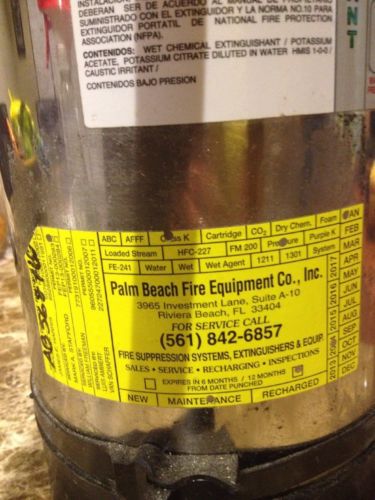 INSTALACION
DEBERAN SER DE ACUERDO AL MANUAL DE PROPIETARIO
SUMINISTRADO CON EL EXTINGUIDOR Y LA NORMA NO.10 PARA
EXTINGUIDOR PORTATIL DE NATIONAL FIRE PROTECTION
ASSOCIATION (NFPA).
CONTENIDOS: WET CHEMICAL EXTINGUISHANT / POTASSIUM
ACETATE, POTASSIUM CITRATE DILUTED IN WATER HMIS 1-0-0 /
CAUSTIC IRRITANT /
CONTENIDOS BAJO PRESION
ANT
ABC AFFF Class K Cartridge CO2 Dry Chem. Foam
Loaded Stream HFC-227 FM 200 Pressure Purple K
FE-241 Water Wet Wet Agent 1211 1301 System
Palm Beach Fire Equipment Co., Inc.
3965 Investment Lane, Suite A-10
Riviera Beach, FL 33404
FOR SERVICE CALL
(561) 842-6857
FIRE SUPPRESSION SYSTEMS, EXTINGUISHERS & EQUIP.
SALES • SERVICE • RECHARGING • INSPECTIONS
EXPIRES IN 6 MONTHS / 12 MONTHS
FROM DATE PUNCHED
NEW MAINTENANCE RECHARGED
JAN
FEB
MAR
APR
MAY
JUN
JUL
AUG
SEP
OCT
NOV
DEC
2013 2014 2015 2016 2017